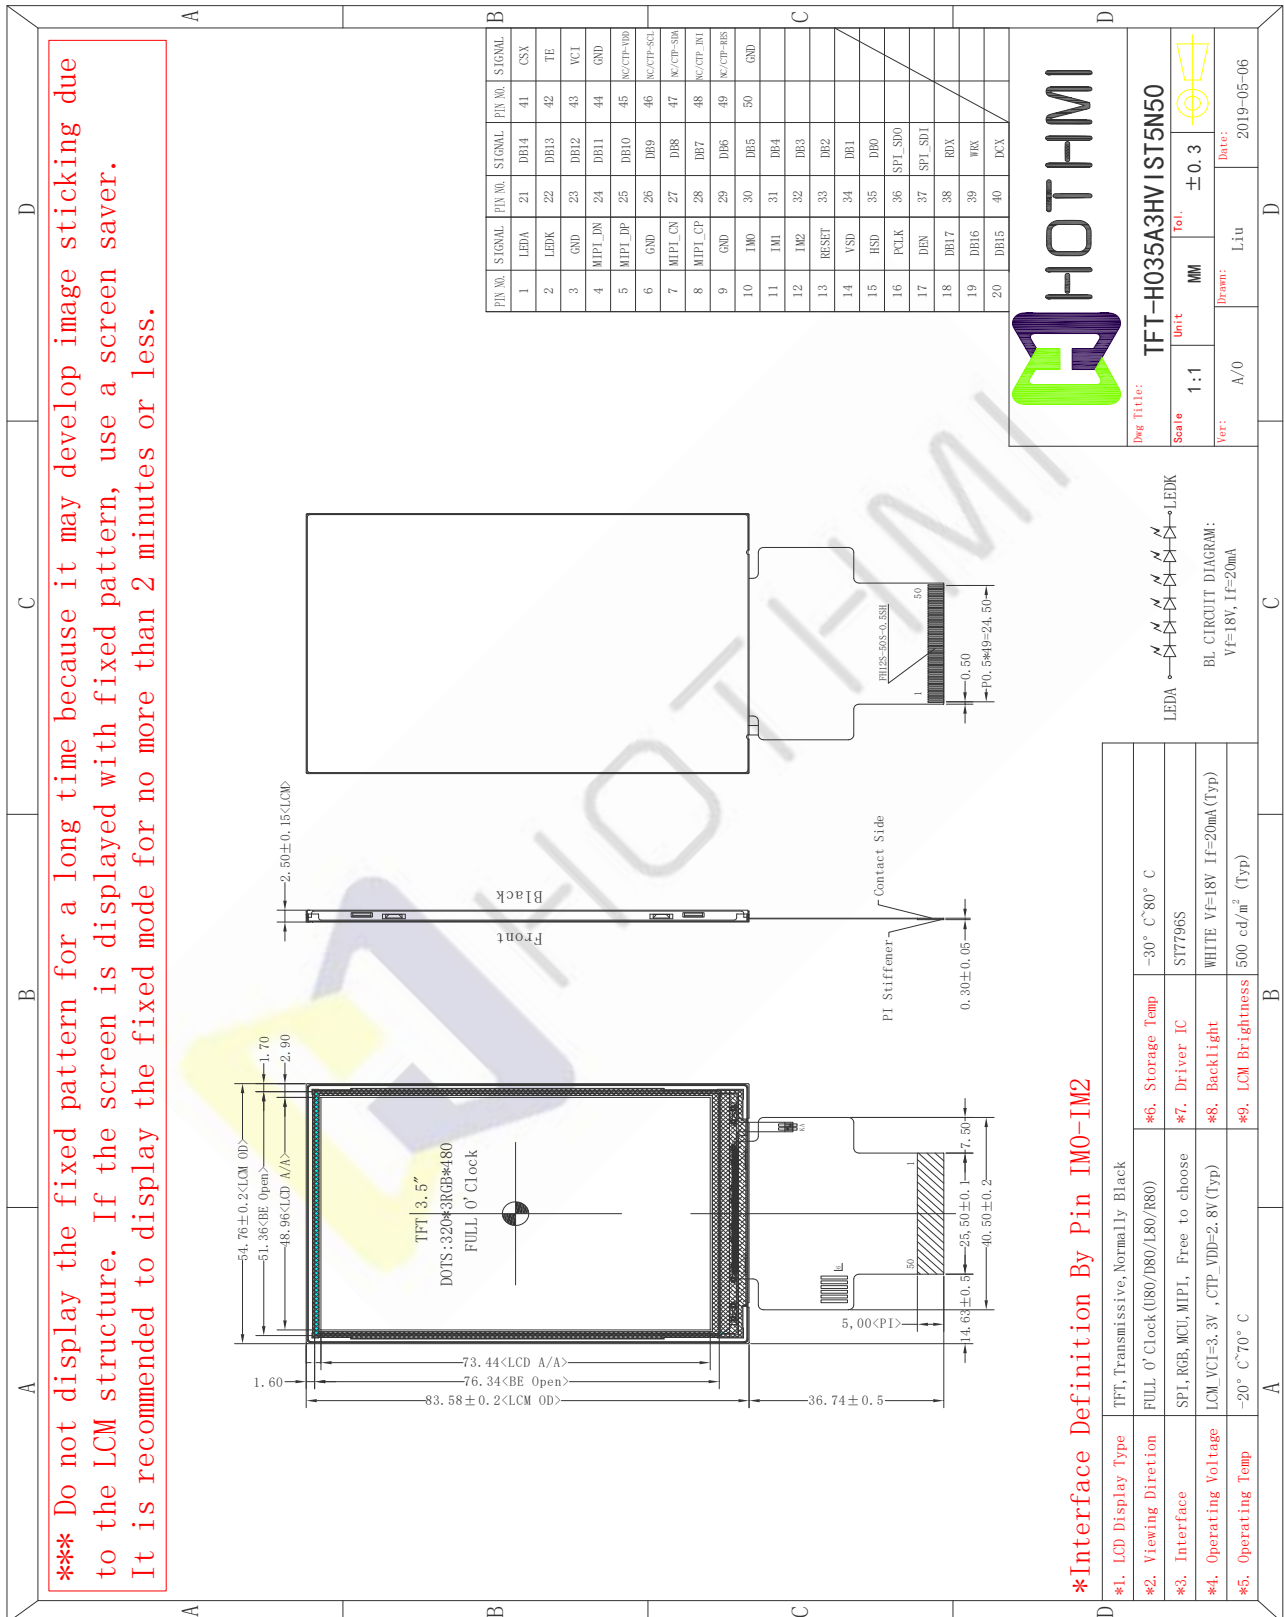 *** Do not display the fixed pattern for a long time because it may develop image sticking due
to the LCM structure. If the screen is displayed with fixed pattern, use a screen saver.
It is recommended to display the fixed mode for no more than 2 minutes or less.
A
B
C
D
A
B
C
D
A
B
C
D
A
B
C
D
54.76±0.2<LCM OD>
51.36<BE Open>
1.70
48.96<LCD A/A>
2.90
TFT 3.5"
DOTS:320*3RGB*480
FULL O'Clock
1.60
73.44<LCD A/A>
76.34<BE Open>
83.58±0.2<LCM OD>
36.74±0.5
5,00<PI>
50
1
KA
14.63±0.5
25,50±0.1
7.50
40.50±0.2
2.50±0.15<LCM>
Front
Black
PI Stiffener
Contact Side
0.30±0.05
FH12S-50S-0.5SH
1
50
0.50
P0.5*49=24.50
HOTHMI
PIN NO. SIGNAL PIN NO. SIGNAL PIN NO. SIGNAL
1 LEDA 21 DB14 41 CSX
2 LEDK 22 DB13 42 TE
3 GND 23 DB12 43 VCI
4 MIPI_DN 24 DB11 44 GND
5 MIPI_DP 25 DB10 45 NC/CTP-VDD
6 GND 26 DB9 46 NC/CTP-SCL
7 MIPI_CN 27 DB8 47 NC/CTP-SDA
8 MIPI_CP 28 DB7 48 NC/CTP_INI
9 GND 29 DB6 49 NC/CTP-RES
10 IM0 30 DB5 50 GND
11 IM1 31 DB4
12 IM2 32 DB3
13 RESET 33 DB2
14 VSD 34 DB1
15 HSD 35 DB0
16 PCLK 36 SPI_SDO
17 DEN 37 SPI_SDI
18 DB17 38 RDX
19 DB16 39 WRX
20 DB15 40 DCX
*Interface Definition By Pin IM0-IM2
*1. LCD Display Type TFT,Transmissive,Normally Black
*2. Viewing Diretion FULL O'Clock(U80/D80/L80/R80) *6. Storage Temp -30° C~80° C
*3. Interface SPI,RGB,MCU,MIPI, Free to choose *7. Driver IC ST7796S
*4. Operating Voltage LCM_VCI=3.3V ,CTP_VDD=2.8V(Typ) *8. Backlight WHITE Vf=18V If=20mA(Typ)
*5. Operating Temp -20° C~70° C *9. LCM Brightness 500 cd/m² (Typ)
LEDA
LEDK
BL CIRCUIT DIAGRAM:
Vf=18V,If=20mA
HOTHMI
Dwg Title:
TFT-H035A3HVIST5N50
Scale 1:1 Unit MM Tol. ±0.3
Ver: A/0 Drawn: Liu Date: 2019-05-06